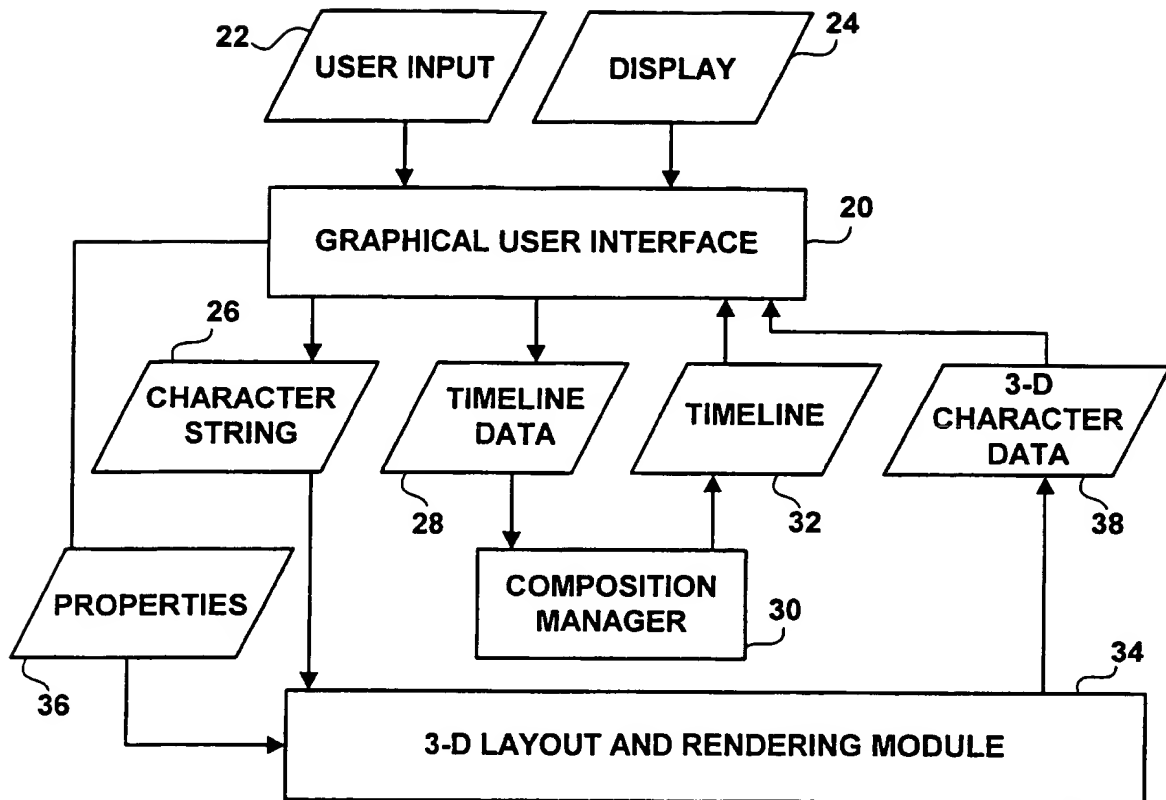 22
USER INPUT
24
DISPLAY
GRAPHICAL USER INTERFACE
20
26
CHARACTER
STRING
TIMELINE
DATA
28
TIMELINE
32
3-D
CHARACTER
DATA
38
PROPERTIES
36
COMPOSITION
MANAGER
30
34
3-D LAYOUT AND RENDERING MODULE